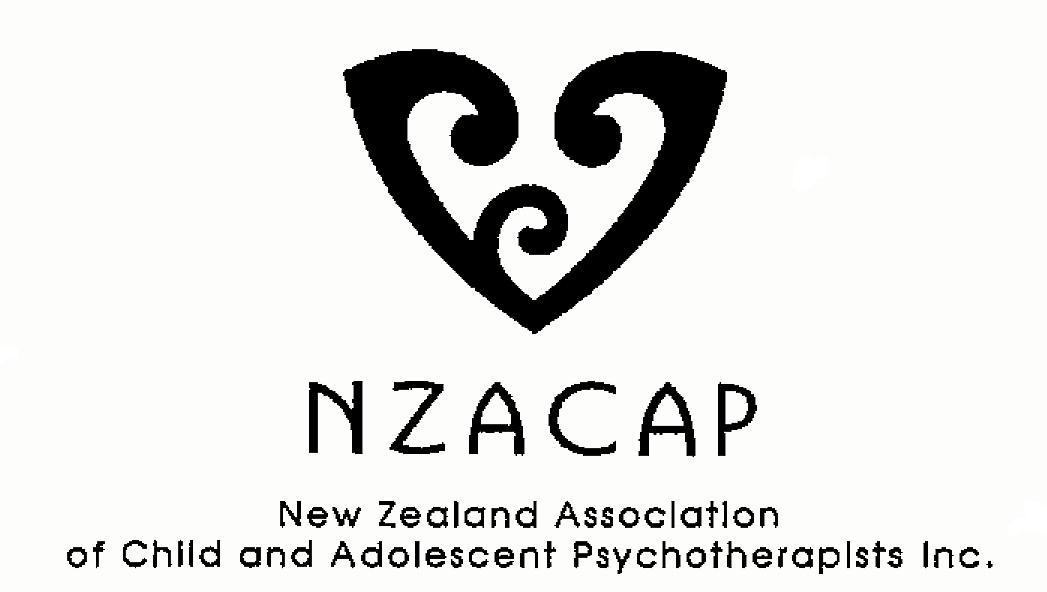 NZACAP
New Zealand Association
of Child and Adolescent Psychotherapists Inc.